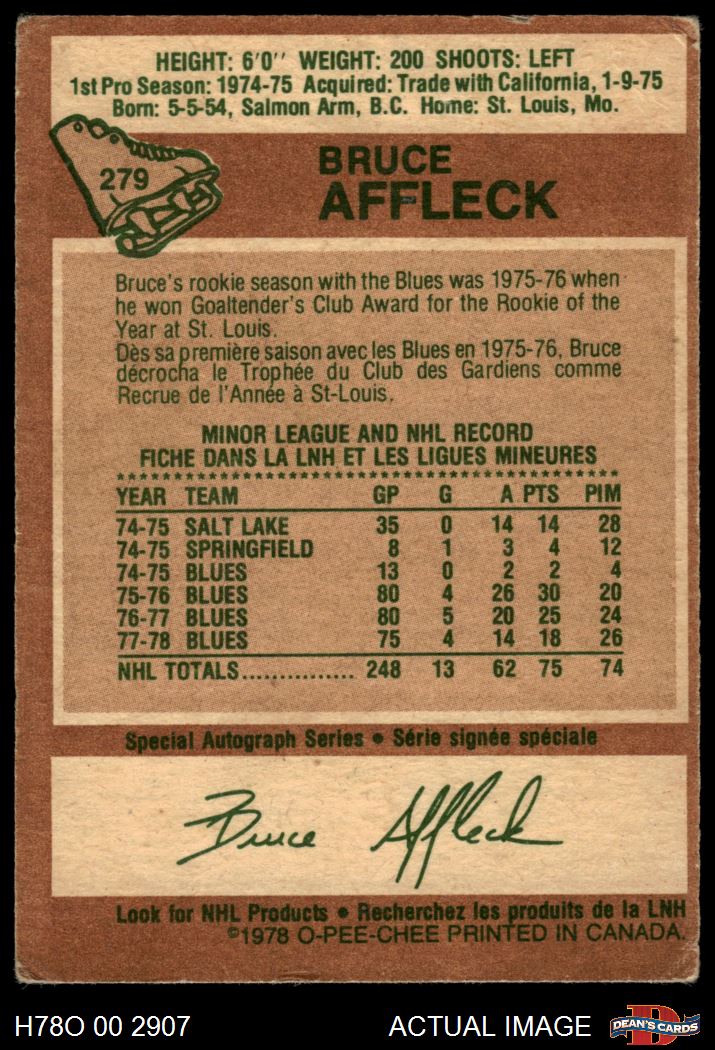 HEIGHT: 6'0'' WEIGHT: 200 SHOOTS: LEFT
1st Pro Season: 1974-75 Acquired: Trade with California, 1-9-75
Born: 5-5-54, Salmon Arm, B.C. Home: St. Louis, Mo.
279
BRUCE
AFFLECK
Bruce's rookie season with the Blues was 1975-76 when
he won Goaltender's Club Award for the Rookie of the
Year at St. Louis.
Dès sa première saison avec les Blues en 1975-76, Bruce
décrocha le Trophée du Club des Gardiens comme
Recrue de l'Année à St-Louis.
MINOR LEAGUE AND NHL RECORD
FICHE DANS LA LNH ET LES LIGUES MINEURES
YEAR TEAM GP G A PTS PIM
74-75 SALT LAKE 35 0 14 14 28
74-75 SPRINGFIELD 8 1 3 4 12
74-75 BLUES 13 0 2 2 4
75-76 BLUES 80 4 26 30 20
76-77 BLUES 80 5 20 25 24
77-78 BLUES 75 4 14 18 26
NHL TOTALS............... 248 13 62 75 74
Special Autograph Series • Série signée spéciale
Bruce Affleck
Look for NHL Products • Recherchez les produits de la LNH
©1978 O-PEE-CHEE PRINTED IN CANADA.
H78O 00 2907
ACTUAL IMAGE
D
DEAN'S CARDS